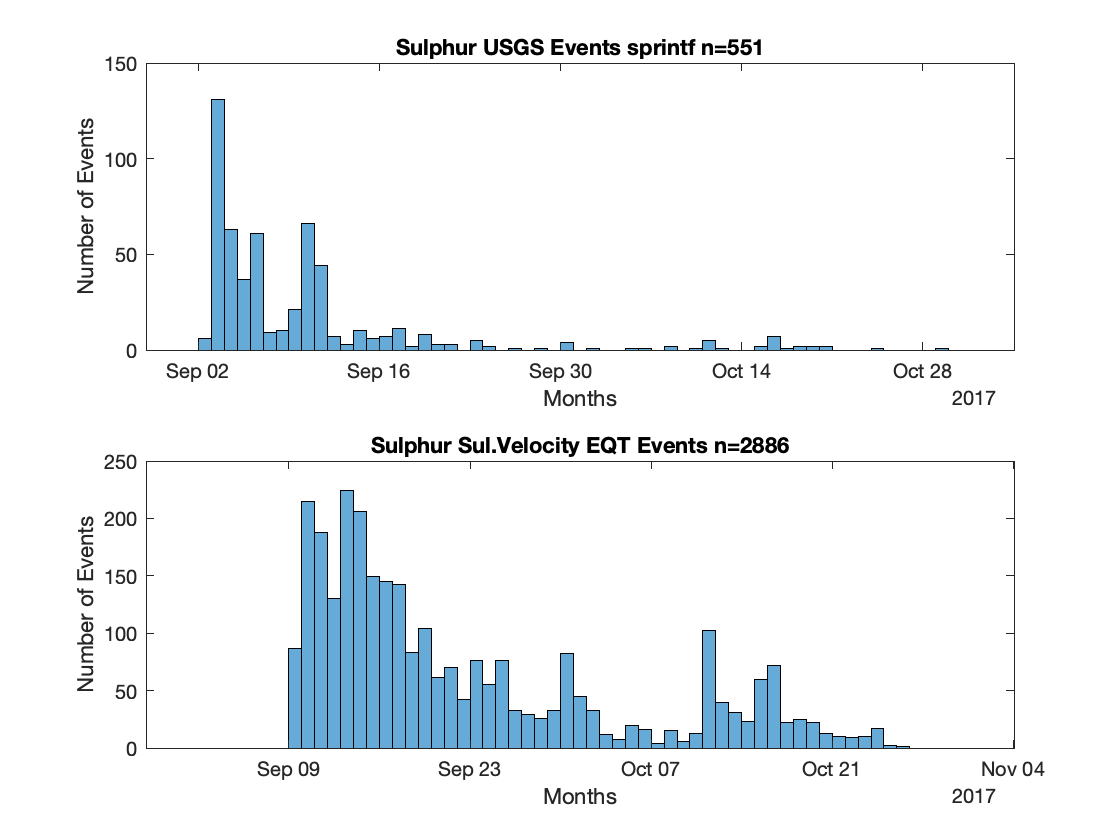 Sulphur USGS Events sprintf n=551
150
100
50
0
Number of Events
Sep 02 Sep 16 Sep 30 Oct 14 Oct 28
Months
2017
Sulphur Sul.Velocity EQT Events n=2886
250
200
150
100
50
0
Number of Events
Sep 09 Sep 23 Oct 07 Oct 21 Nov 04
Months
2017